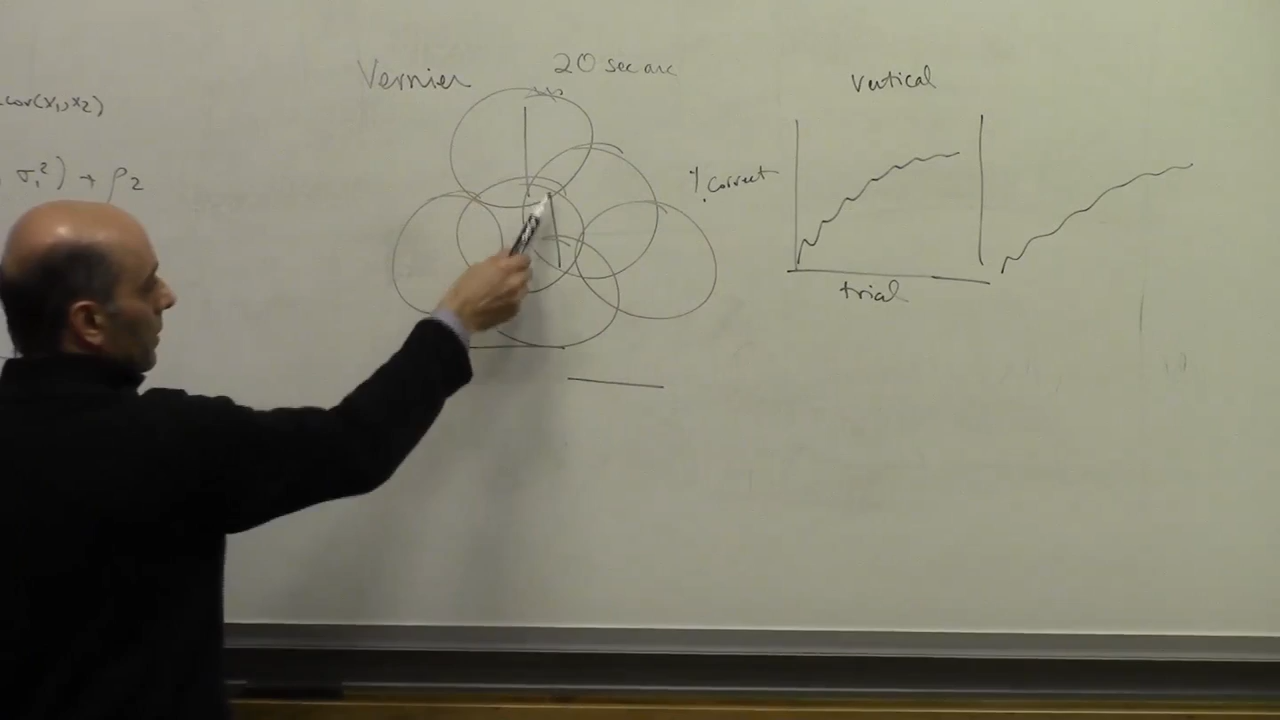 cov(x₁,x₂)
, σ₁²) + ρ₂
Vernier
20 sec arc
Vertical
% correct
trial